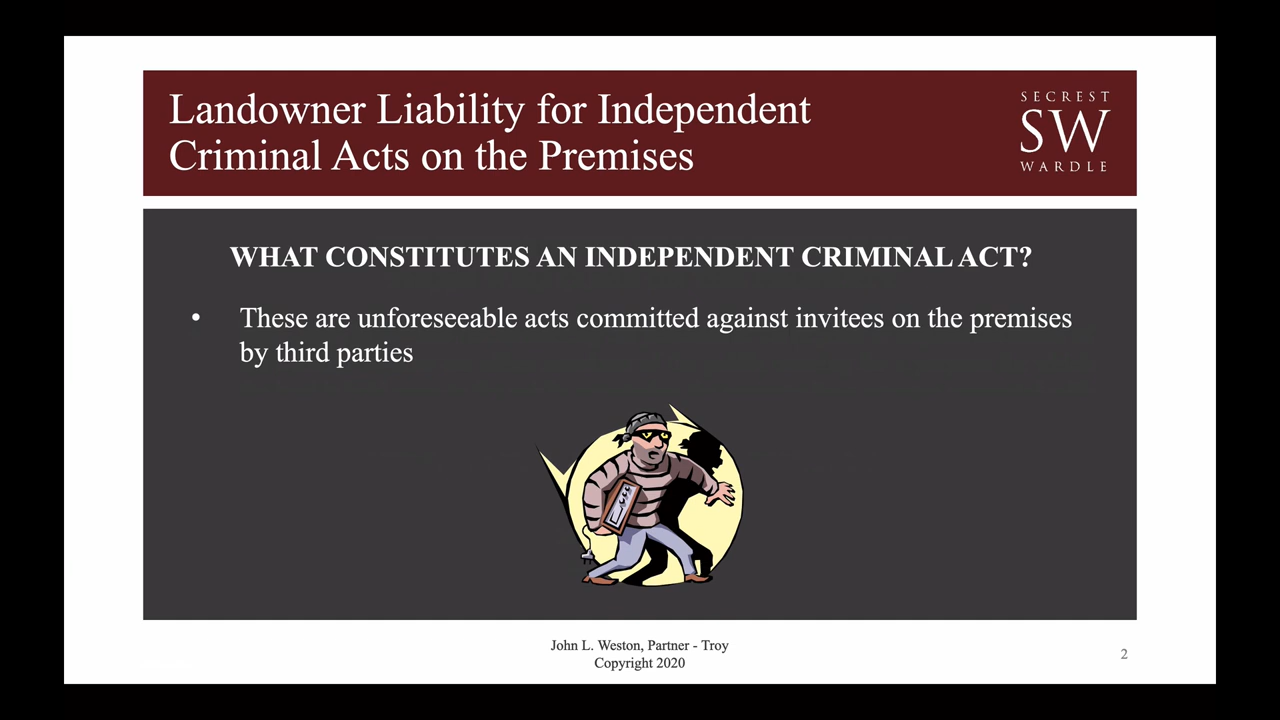 Landowner Liability for Independent
Criminal Acts on the Premises
SECREST
SW
WARDLE
WHAT CONSTITUTES AN INDEPENDENT CRIMINAL ACT?
• These are unforeseeable acts committed against invitees on the premises
by third parties
John L. Weston, Partner - Troy
Copyright 2020
2